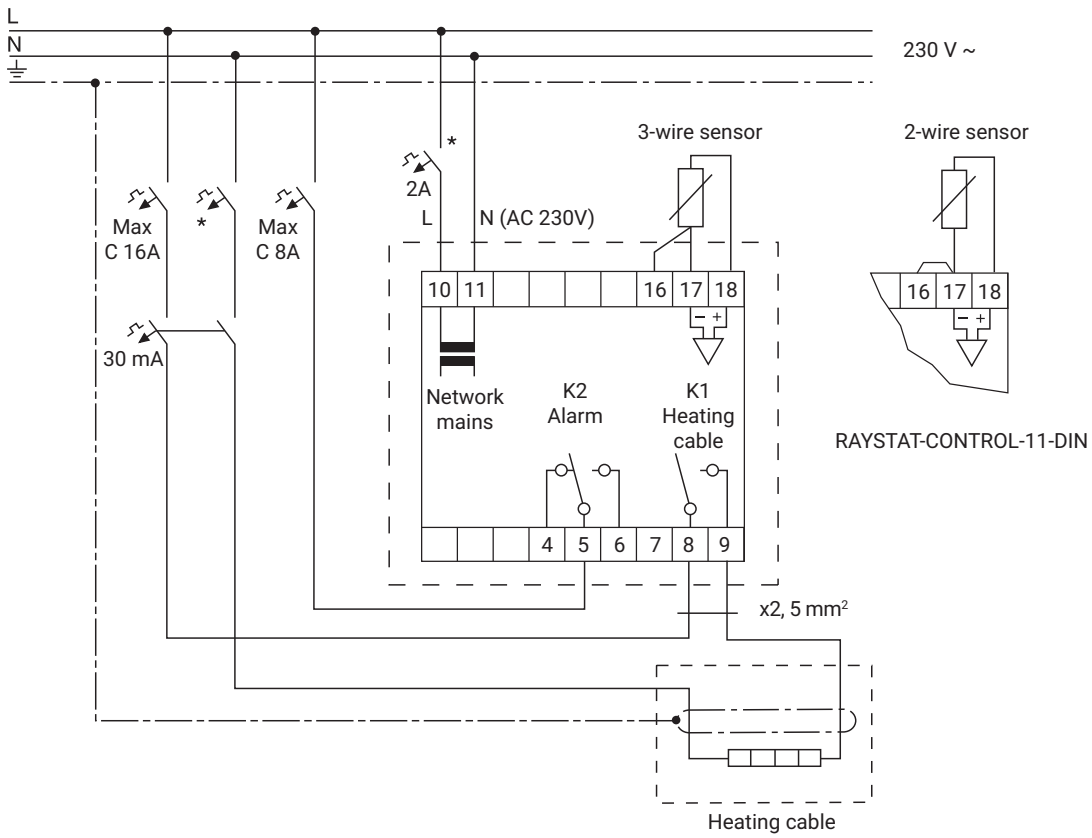 L
N
230 V ~
3-wire sensor
2-wire sensor
*
2A
L
N (AC 230V)
Max
C 16A
*
Max
C 8A
10 11 16 17 18
16 17 18
- +
- +
30 mA
Network
mains
K2
Alarm
K1
Heating
cable
RAYSTAT-CONTROL-11-DIN
4 5 6 7 8 9
x2, 5 mm²
Heating cable